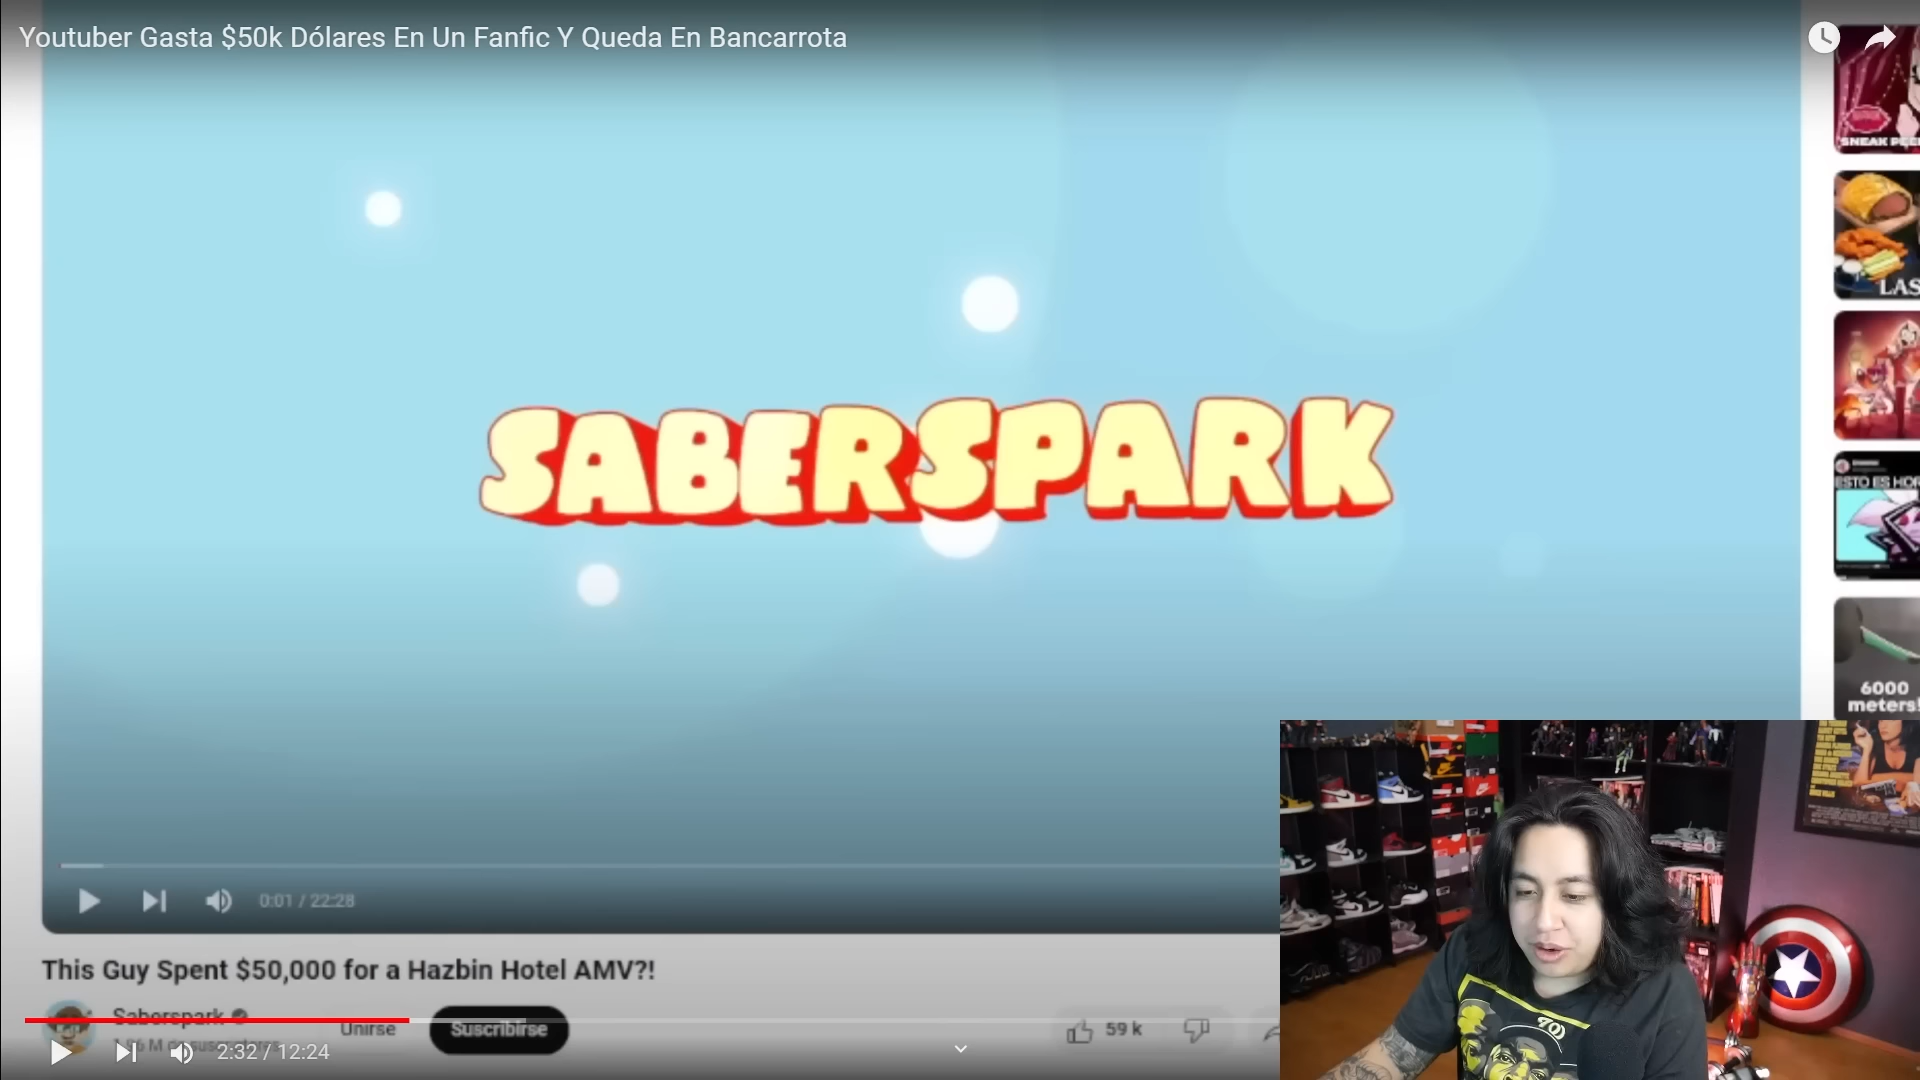 Youtuber Gasta $50k Dólares En Un Fanfic Y Queda En Bancarrota
SNEAK PEE
LAS
ESTO ES HOR
6000
meters!
SABERSPARK
0:01 / 22:28
This Guy Spent $50,000 for a Hazbin Hotel AMV?!
Saberspark
Unirse
Suscribirse
59 k
2:32 / 12:24